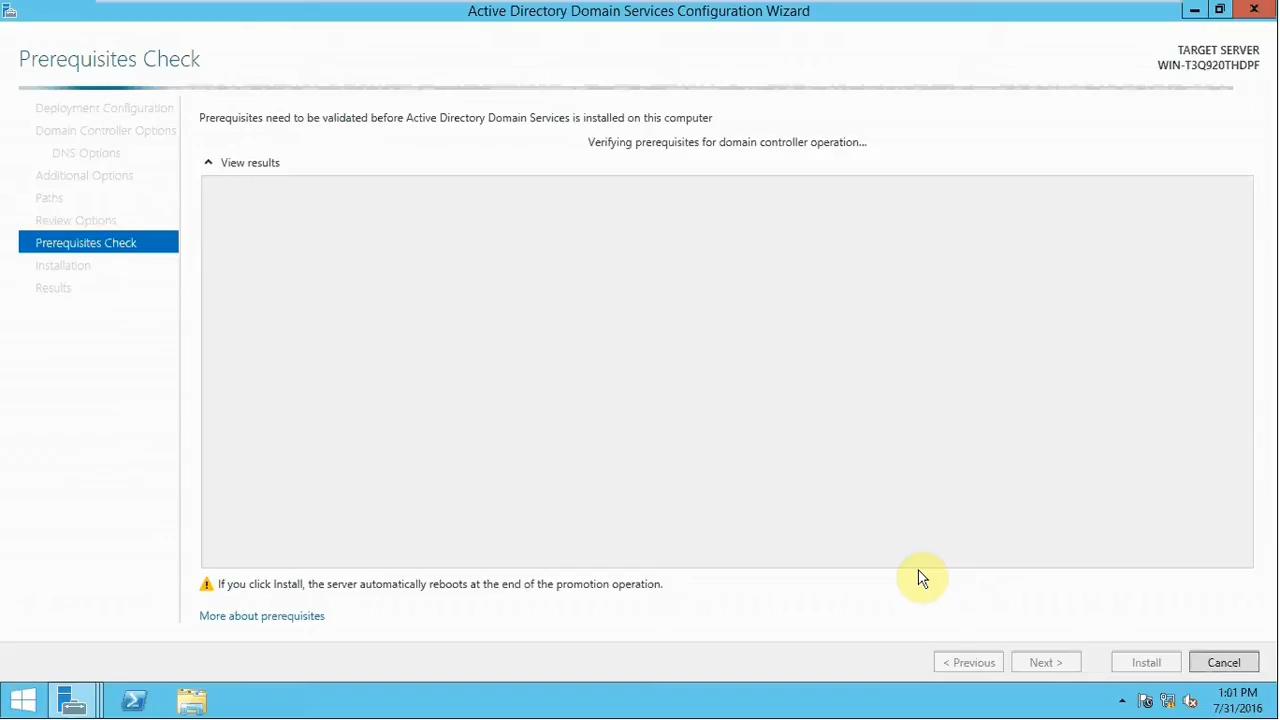 Active Directory Domain Services Configuration Wizard
Prerequisites Check
TARGET SERVER
WIN-T3Q920THDPF
Deployment Configuration
Domain Controller Options
DNS Options
Additional Options
Paths
Review Options
Prerequisites Check
Installation
Results
Prerequisites need to be validated before Active Directory Domain Services is installed on this computer
Verifying prerequisites for domain controller operation...
View results
If you click Install, the server automatically reboots at the end of the promotion operation.
More about prerequisites
< Previous
Next >
Install
Cancel
1:01 PM
7/31/2016